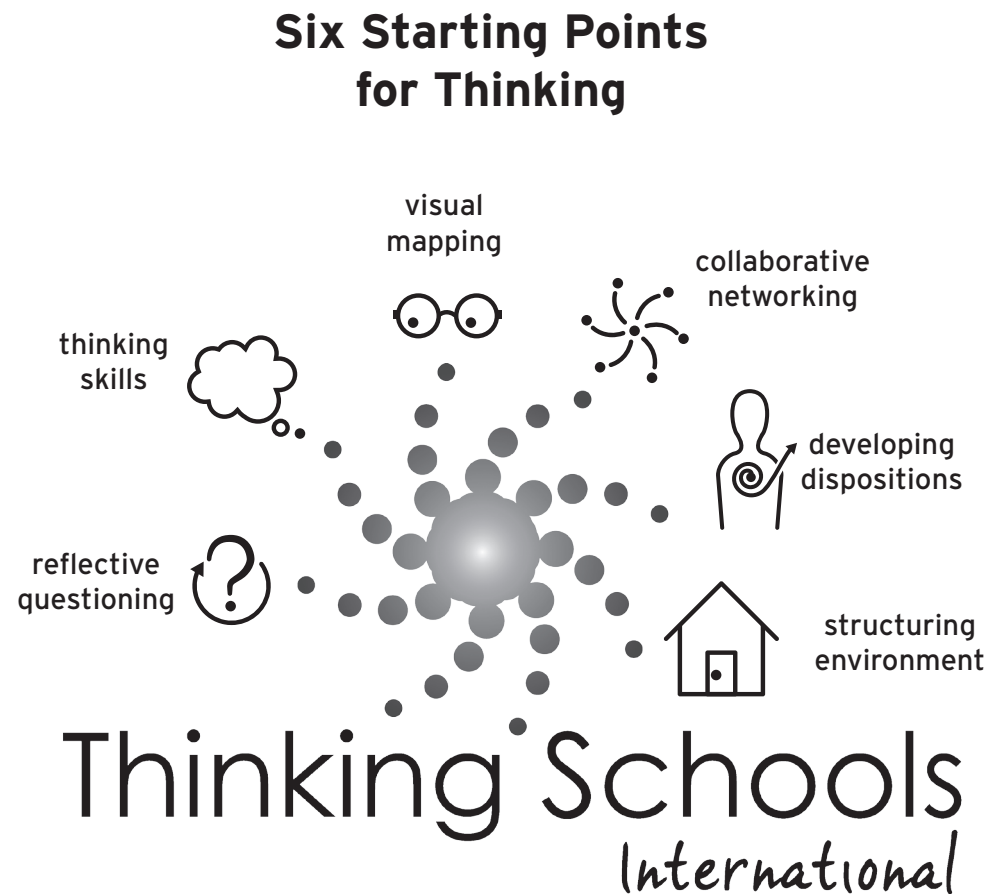 Six Starting Points
for Thinking
visual
mapping
collaborative
networking
thinking
skills
developing
dispositions
reflective
questioning
structuring
environment
Thinking Schools
International